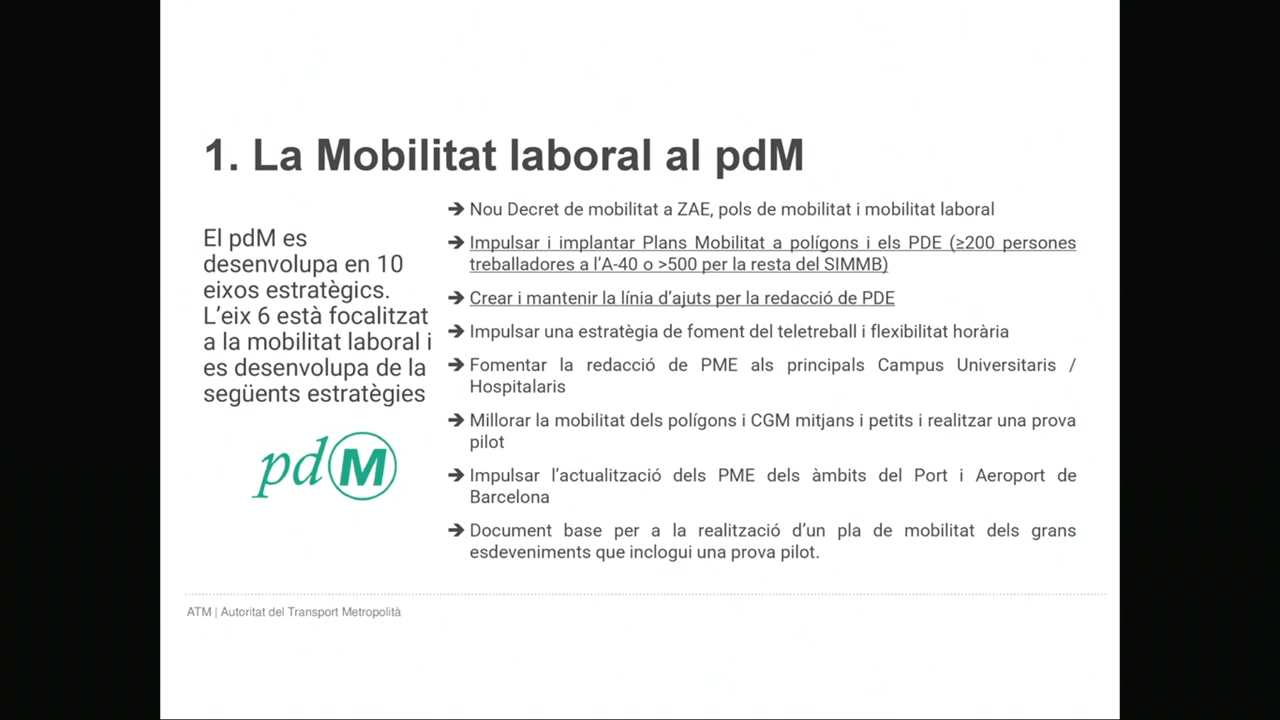 1. La Mobilitat laboral al pdM
El pdM es
desenvolupa en 10
eixos estratègics.
L’eix 6 està focalitzat
a la mobilitat laboral i
es desenvolupa de la
següents estratègies
pdM
➔ Nou Decret de mobilitat a ZAE, pols de mobilitat i mobilitat laboral
➔ Impulsar i implantar Plans Mobilitat a polígons i els PDE (≥200 persones
treballadores a l’A-40 o >500 per la resta del SIMMB)
➔ Crear i mantenir la línia d’ajuts per la redacció de PDE
➔ Impulsar una estratègia de foment del teletreball i flexibilitat horària
➔ Fomentar la redacció de PME als principals Campus Universitaris /
Hospitalaris
➔ Millorar la mobilitat dels polígons i CGM mitjans i petits i realitzar una prova
pilot
➔ Impulsar l’actualització dels PME dels àmbits del Port i Aeroport de
Barcelona
➔ Document base per a la realització d’un pla de mobilitat dels grans
esdeveniments que inclogui una prova pilot.
ATM | Autoritat del Transport Metropolità